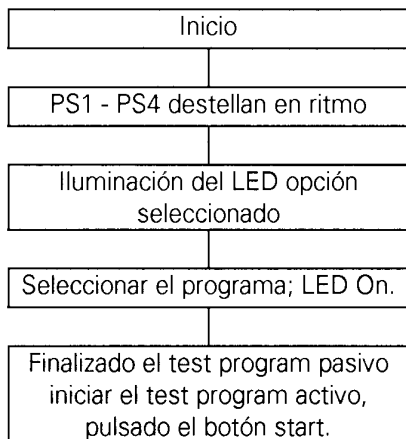 Inicio
PS1 - PS4 destellan en ritmo
Iluminación del LED opción
seleccionado
Seleccionar el programa; LED On.
Finalizado el test program pasivo
iniciar el test program activo,
pulsado el botón start.